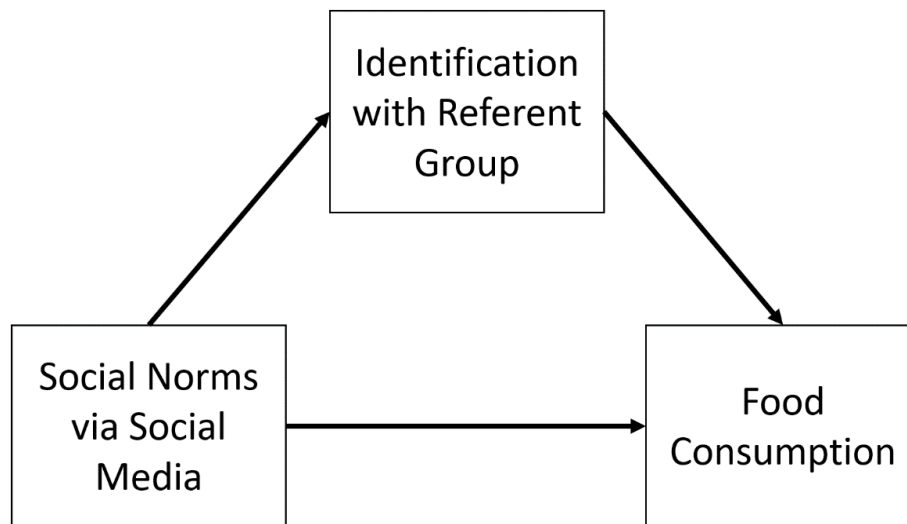 Identification
with Referent
Group
Social Norms
via Social
Media
Food
Consumption